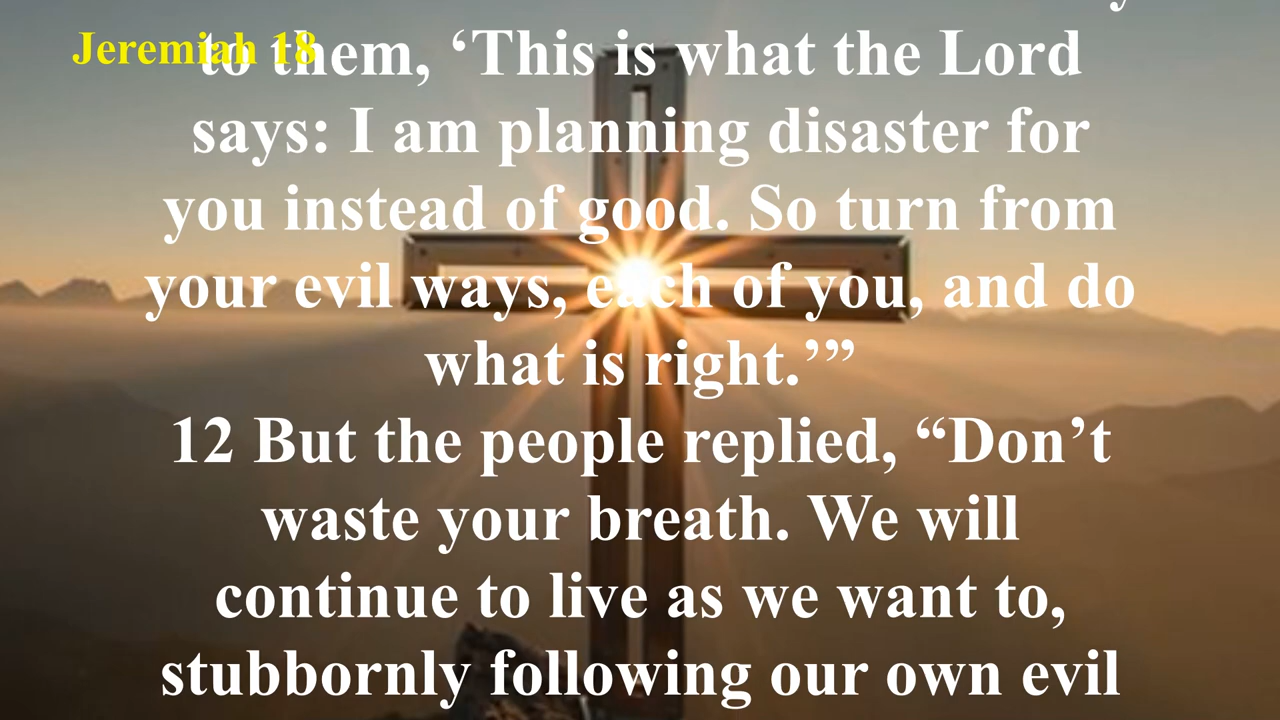 Jeremiah 18
to them, ‘This is what the Lord
says: I am planning disaster for
you instead of good. So turn from
your evil ways, each of you, and do
what is right.’”
12 But the people replied, “Don’t
waste your breath. We will
continue to live as we want to,
stubbornly following our own evil